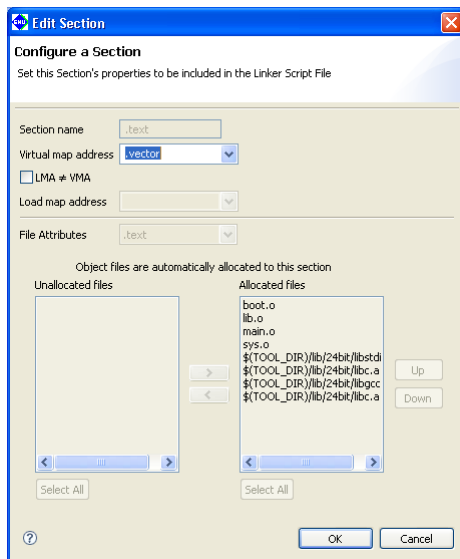 GNU Edit Section
Configure a Section
Set this Section's properties to be included in the Linker Script File
Section name .text
Virtual map address .vector
LMA ≠ VMA
Load map address
File Attributes .text
Object files are automatically allocated to this section
Unallocated files Allocated files
boot.o
lib.o
main.o
sys.o
$(TOOL_DIR)/lib/24bit/libstdi
$(TOOL_DIR)/lib/24bit/libc.a
$(TOOL_DIR)/lib/24bit/libgcc
$(TOOL_DIR)/lib/24bit/libc.a
> Up
< Down
Select All Select All
? OK Cancel